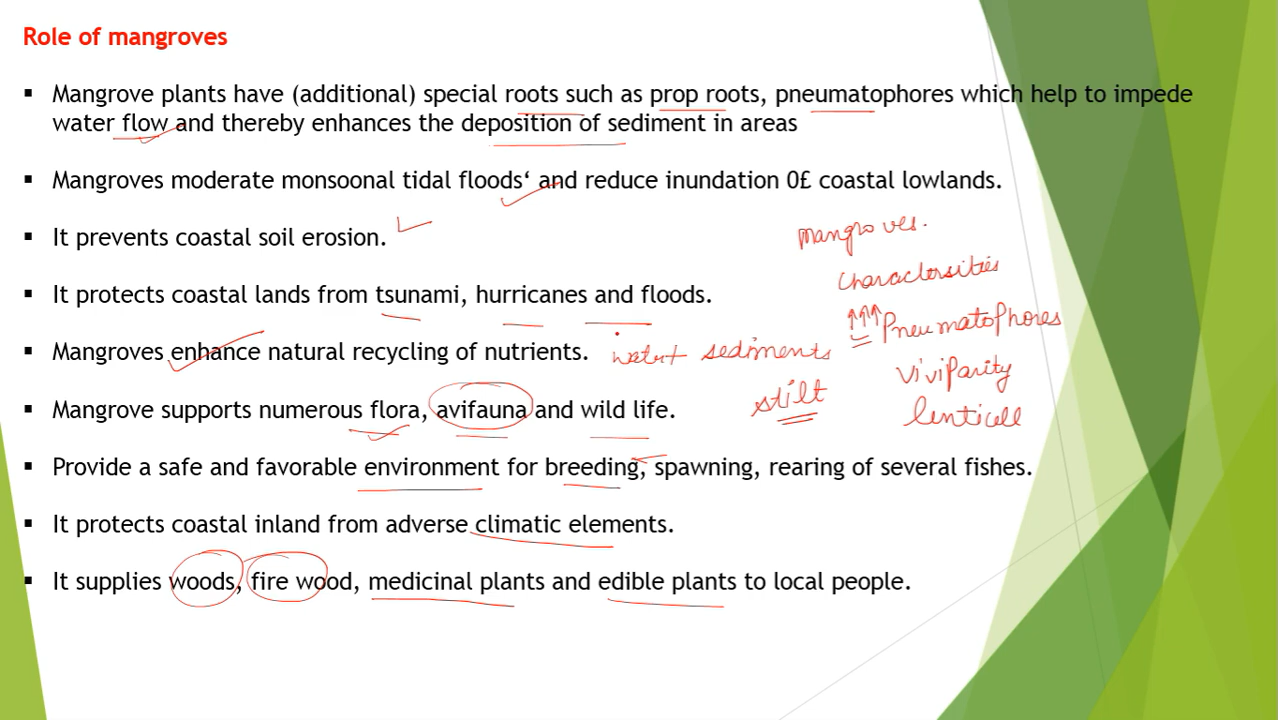 Role of mangroves
▪ Mangrove plants have (additional) special roots such as prop roots, pneumatophores which help to impede
water flow and thereby enhances the deposition of sediment in areas
▪ Mangroves moderate monsoonal tidal floods‘ and reduce inundation 0£ coastal lowlands.
▪ It prevents coastal soil erosion.
mangroves.
charactersitics
▪ It protects coastal lands from tsunami, hurricanes and floods.
Pneumatophores
▪ Mangroves enhance natural recycling of nutrients.
sediments
viviparity
stilt
lenticell
▪ Mangrove supports numerous flora, avifauna and wild life.
▪ Provide a safe and favorable environment for breeding, spawning, rearing of several fishes.
▪ It protects coastal inland from adverse climatic elements.
▪ It supplies woods, fire wood, medicinal plants and edible plants to local people.